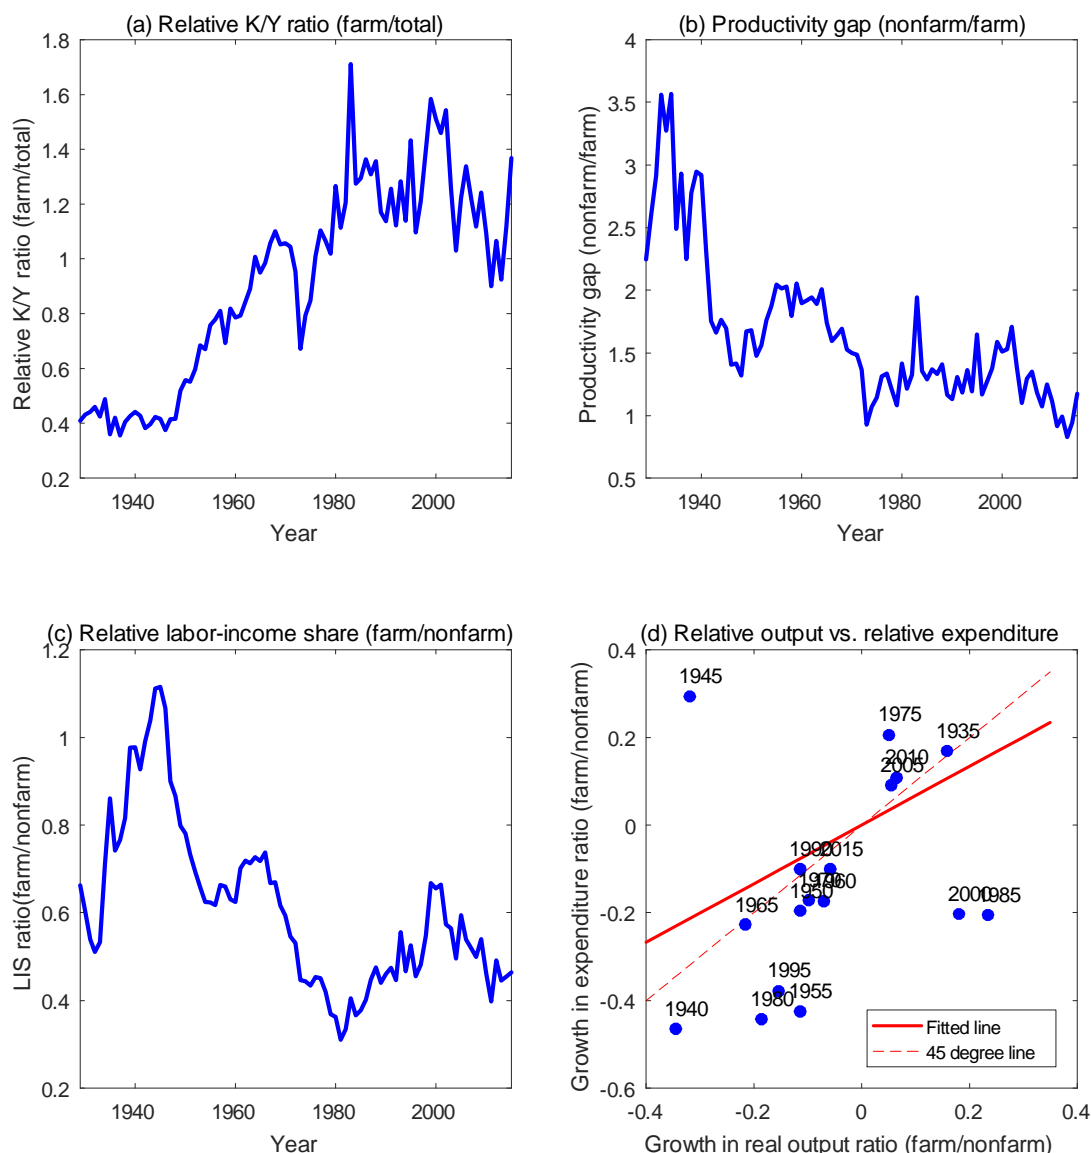 (a) Relative K/Y ratio (farm/total)
1.8
1.6
1.4
1.2
1
0.8
0.6
0.4
0.2
Relative K/Y ratio (farm/total)
1940 1960 1980 2000
Year
(b) Productivity gap (nonfarm/farm)
4
3.5
3
2.5
2
1.5
1
0.5
Productivity gap (nonfarm/farm)
1940 1960 1980 2000
Year
(c) Relative labor-income share (farm/nonfarm)
1.2
1
0.8
0.6
0.4
0.2
LIS ratio(farm/nonfarm)
1940 1960 1980 2000
Year
(d) Relative output vs. relative expenditure
0.4
0.2
0
-0.2
-0.4
-0.6
Growth in expenditure ratio (farm/nonfarm)
1945
1975
1935
2010
2005
1990
2015
1970
1960
1950
1965
2000
1985
1995
1955
1980
1940
Fitted line
45 degree line
-0.4 -0.2 0 0.2 0.4
Growth in real output ratio (farm/nonfarm)